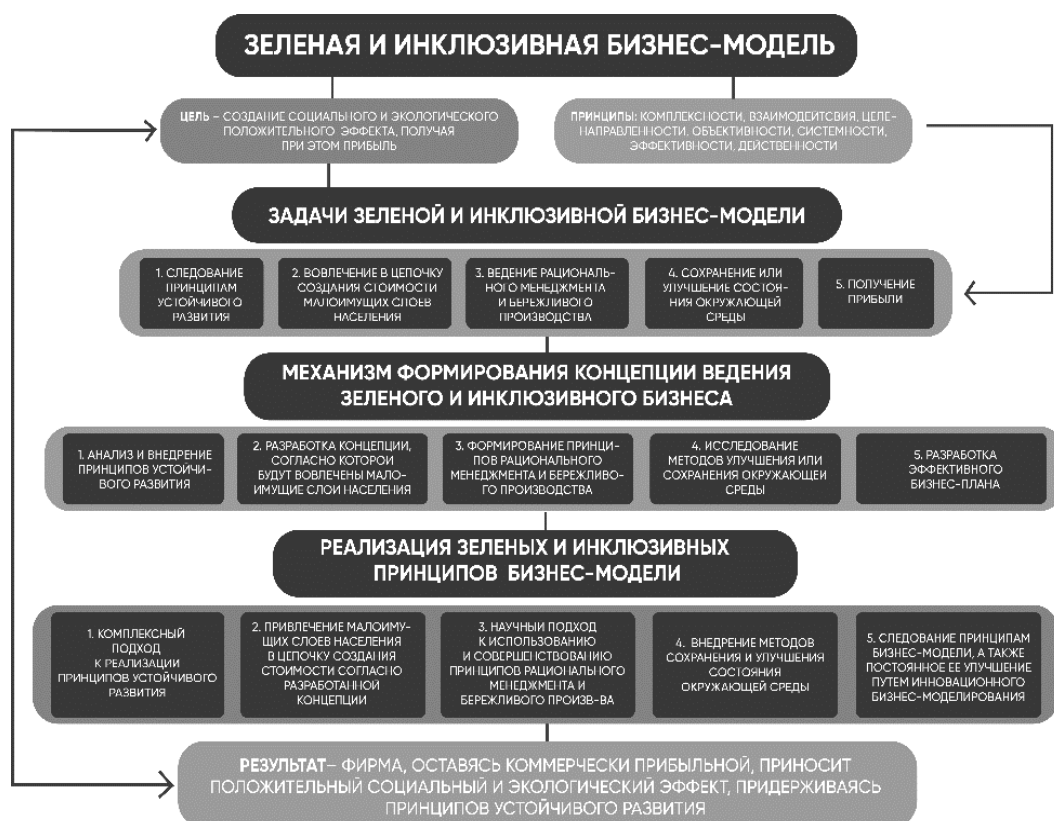 ЗЕЛЕНАЯ И ИНКЛЮЗИВНАЯ БИЗНЕС-МОДЕЛЬ
ЦЕЛЬ – СОЗДАНИЕ СОЦИАЛЬНОГО И ЭКОЛОГИЧЕСКОГО
ПОЛОЖИТЕЛЬНОГО ЭФФЕКТА, ПОЛУЧАЯ
ПРИ ЭТОМ ПРИБЫЛЬ
ПРИНЦИПЫ: КОМПЛЕКСНОСТИ, ВЗАИМОДЕЙТСВИЯ, ЦЕЛЕ-
НАПРАВЛЕННОСТИ. ОБЪЕКТИВНОСТИ, СИСТЕМНОСТИ,
ЭФФЕКТИВНОСТИ, ДЕЙСТВЕННОСТИ
ЗАДАЧИ ЗЕЛЕНОЙ И ИНКЛЮЗИВНОЙ БИЗНЕС-МОДЕЛИ
1. СЛЕДОВАНИЕ
ПРИНЦИПАМ
УСТОЙЧИВОГО
РАЗВИТИЯ
2. ВОВЛЕЧЕНИЕ В ЦЕПОЧКУ
СОЗДАНИЯ СТОИМОСТИ
МАЛОИМУЩИХ СЛОЕВ
НАСЕЛЕНИЯ
3. ВЕДЕНИЕ РАЦИОНАЛЬ-
НОГО МЕНЕДЖМЕНТА
И БЕРЕЖЛИВОГО
ПРОИЗВОДСТВА
4. СОХРАНЕНИЕ ИЛИ
УЛУЧШЕНИЕ СОСТОЯ-
НИЯ ОКРУЖАЮЩЕЙ
СРЕДЫ
5. ПОЛУЧЕНИЕ
ПРИБЫЛИ
МЕХАНИЗМ ФОРМИРОВАНИЯ КОНЦЕПЦИИ ВЕДЕНИЯ
ЗЕЛЕНОГО И ИНКЛЮЗИВНОГО БИЗНЕСА
1. АНАЛИЗ И ВНЕДРЕНИЕ
ПРИНЦИПОВ УСТОЙЧИ-
ВОГО РАЗВИТИЯ
2. РАЗРАБОТКА КОНЦЕПЦИИ,
СОГЛАСНО КОТОРОЙ
БУДУТ ВОВЛЕЧЕНЫ МАЛО-
ИМУЩИЕ СЛОИ НАСЕЛЕНИЯ
3. ФОРМИРОВАНИЕ ПРИНЦИ-
ПОВ РАЦИОНАЛЬНОГО
МЕНЕДЖМЕНТА И БЕРЕЖЛИВО-
ГО ПРОИЗВОДСТВА
4. ИССЛЕДОВАНИЕ
МЕТОДОВ УЛУЧШЕНИЯ ИЛИ
СОХРАНЕНИЯ ОКРУЖАЮЩЕЙ
СРЕДЫ
5. РАЗРАБОТКА
ЭФФЕКТИВНОГО
БИЗНЕС-ПЛАНА
РЕАЛИЗАЦИЯ ЗЕЛЕНЫХ И ИНКЛЮЗИВНЫХ
ПРИНЦИПОВ БИЗНЕС-МОДЕЛИ
1. КОМПЛЕКСНЫЙ
ПОДХОД
К РЕАЛИЗАЦИИ
ПРИНЦИПОВ УСТОЙЧИВОГО
РАЗВИТИЯ
2. ПРИВЛЕЧЕНИЕ МАЛОИМУ-
ЩИХ СЛОЕВ НАСЕЛЕНИЯ
В ЦЕПОЧКУ СОЗДАНИЯ
СТОИМОСТИ СОГЛАСНО
РАЗРАБОТАННОЙ
КОНЦЕПЦИИ
3. НАУЧНЫЙ ПОДХОД
К ИСПОЛЬЗОВАНИЮ
И СОВЕРШЕНСТВОВАНИЮ
ПРИНЦИПОВ РАЦИОНАЛЬНОГО
МЕНЕДЖМЕНТА И
БЕРЕЖЛИВОГО ПРОИЗВ-ВА
4. ВНЕДРЕНИЕ МЕТОДОВ
СОХРАНЕНИЯ И УЛУЧШЕНИЯ
СОСТОЯНИЯ
ОКРУЖАЮЩЕЙ СРЕДЫ
5. СЛЕДОВАНИЕ ПРИНЦИПАМ
БИЗНЕС-МОДЕЛИ, А ТАКЖЕ
ПОСТОЯННОЕ ЕЕ УЛУЧШЕНИЕ
ПУТЕМ ИННОВАЦИОННОГО
БИЗНЕС-МОДЕЛИРОВАНИЯ
РЕЗУЛЬТАТ– ФИРМА, ОСТАВЯСЬ КОММЕРЧЕСКИ ПРИБЫЛЬНОЙ, ПРИНОСИТ
ПОЛОЖИТЕЛЬНЫЙ СОЦИАЛЬНЫЙ И ЭКОЛОГИЧЕСКИЙ ЭФФЕКТ, ПРИДЕРЖИВАЯСЬ
ПРИНЦИПОВ УСТОЙЧИВОГО РАЗВИТИЯ